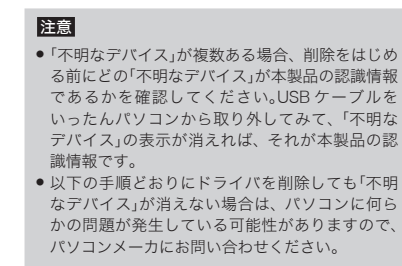 注意
●「不明なデバイス」が複数ある場合、削除をはじめ
る前にどの「不明なデバイス」が本製品の認識情報
であるかを確認してください。USB ケーブルを
いったんパソコンから取り外してみて、「不明な
デバイス」の表示が消えれば、それが本製品の認
識情報です。
●以下の手順どおりにドライバを削除しても「不明
なデバイス」が消えない場合は、パソコンに何ら
かの問題が発生している可能性がありますので、
パソコンメーカにお問い合わせください。